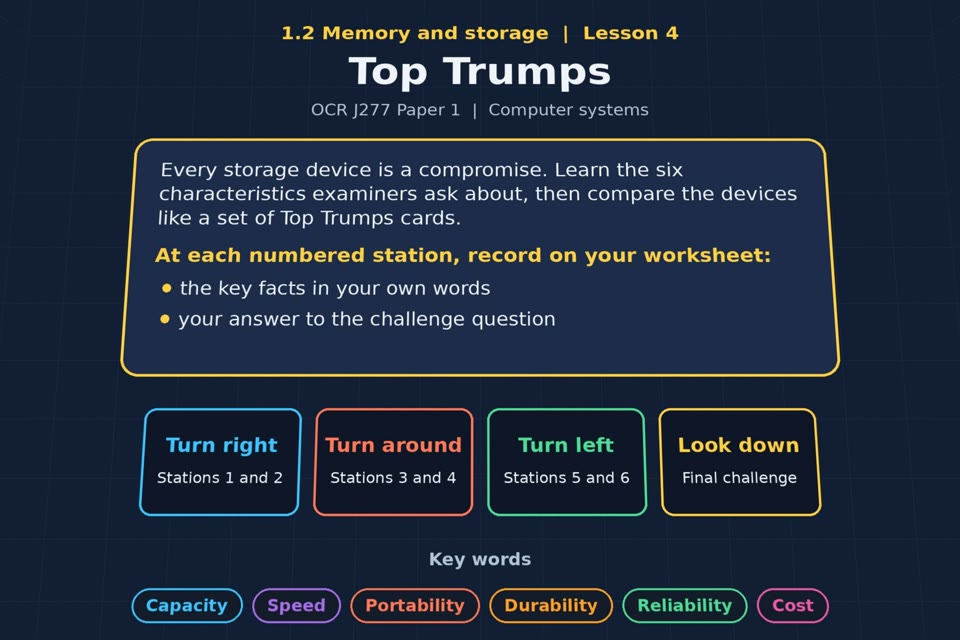 1.2 Memory and storage | Lesson 4
Top Trumps
OCR J277 Paper 1 | Computer systems
Every storage device is a compromise. Learn the six
characteristics examiners ask about, then compare the devices
like a set of Top Trumps cards.
At each numbered station, record on your worksheet:
the key facts in your own words
your answer to the challenge question
Turn right
Stations 1 and 2
Turn around
Stations 3 and 4
Turn left
Stations 5 and 6
Look down
Final challenge
Key words
Capacity
Speed
Portability
Durability
Reliability
Cost